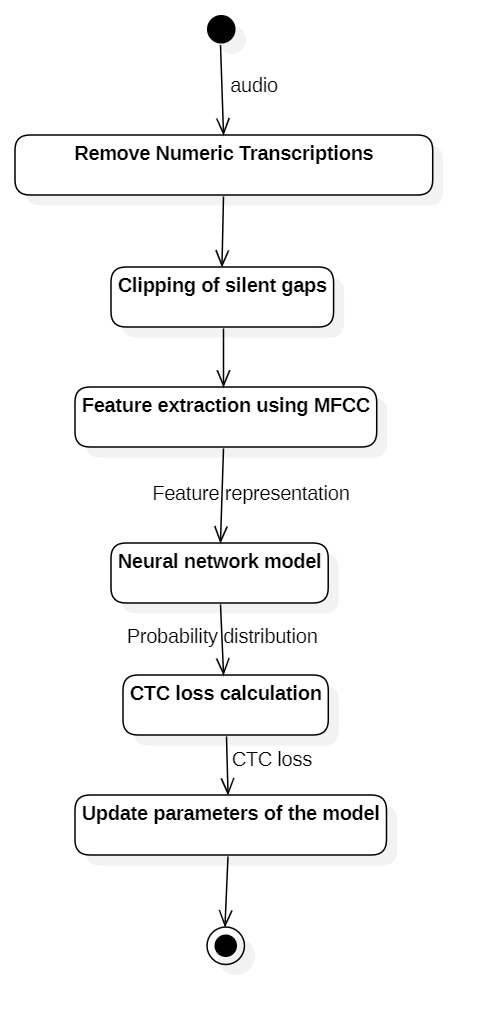 audio
Remove Numeric Transcriptions
Clipping of silent gaps
Feature extraction using MFCC
Feature representation
Neural network model
Probability distribution
CTC loss calculation
CTC loss
Update parameters of the model